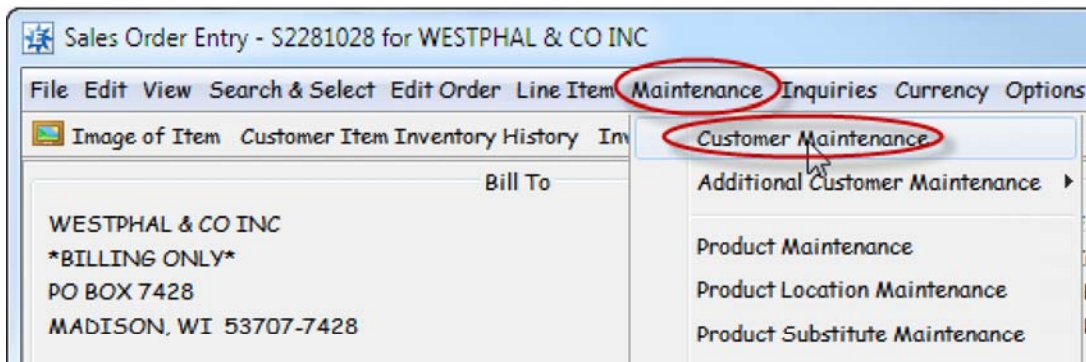 Sales Order Entry - S2281028 for WESTPHAL & CO INC
File Edit View Search & Select Edit Order Line Item Maintenance Inquiries Currency Options
Image of Item Customer Item Inventory History
Customer Maintenance
Additional Customer Maintenance
Product Maintenance
Product Location Maintenance
Product Substitute Maintenance
Bill To
WESTPHAL & CO INC
*BILLING ONLY*
PO BOX 7428
MADISON, WI 53707-7428